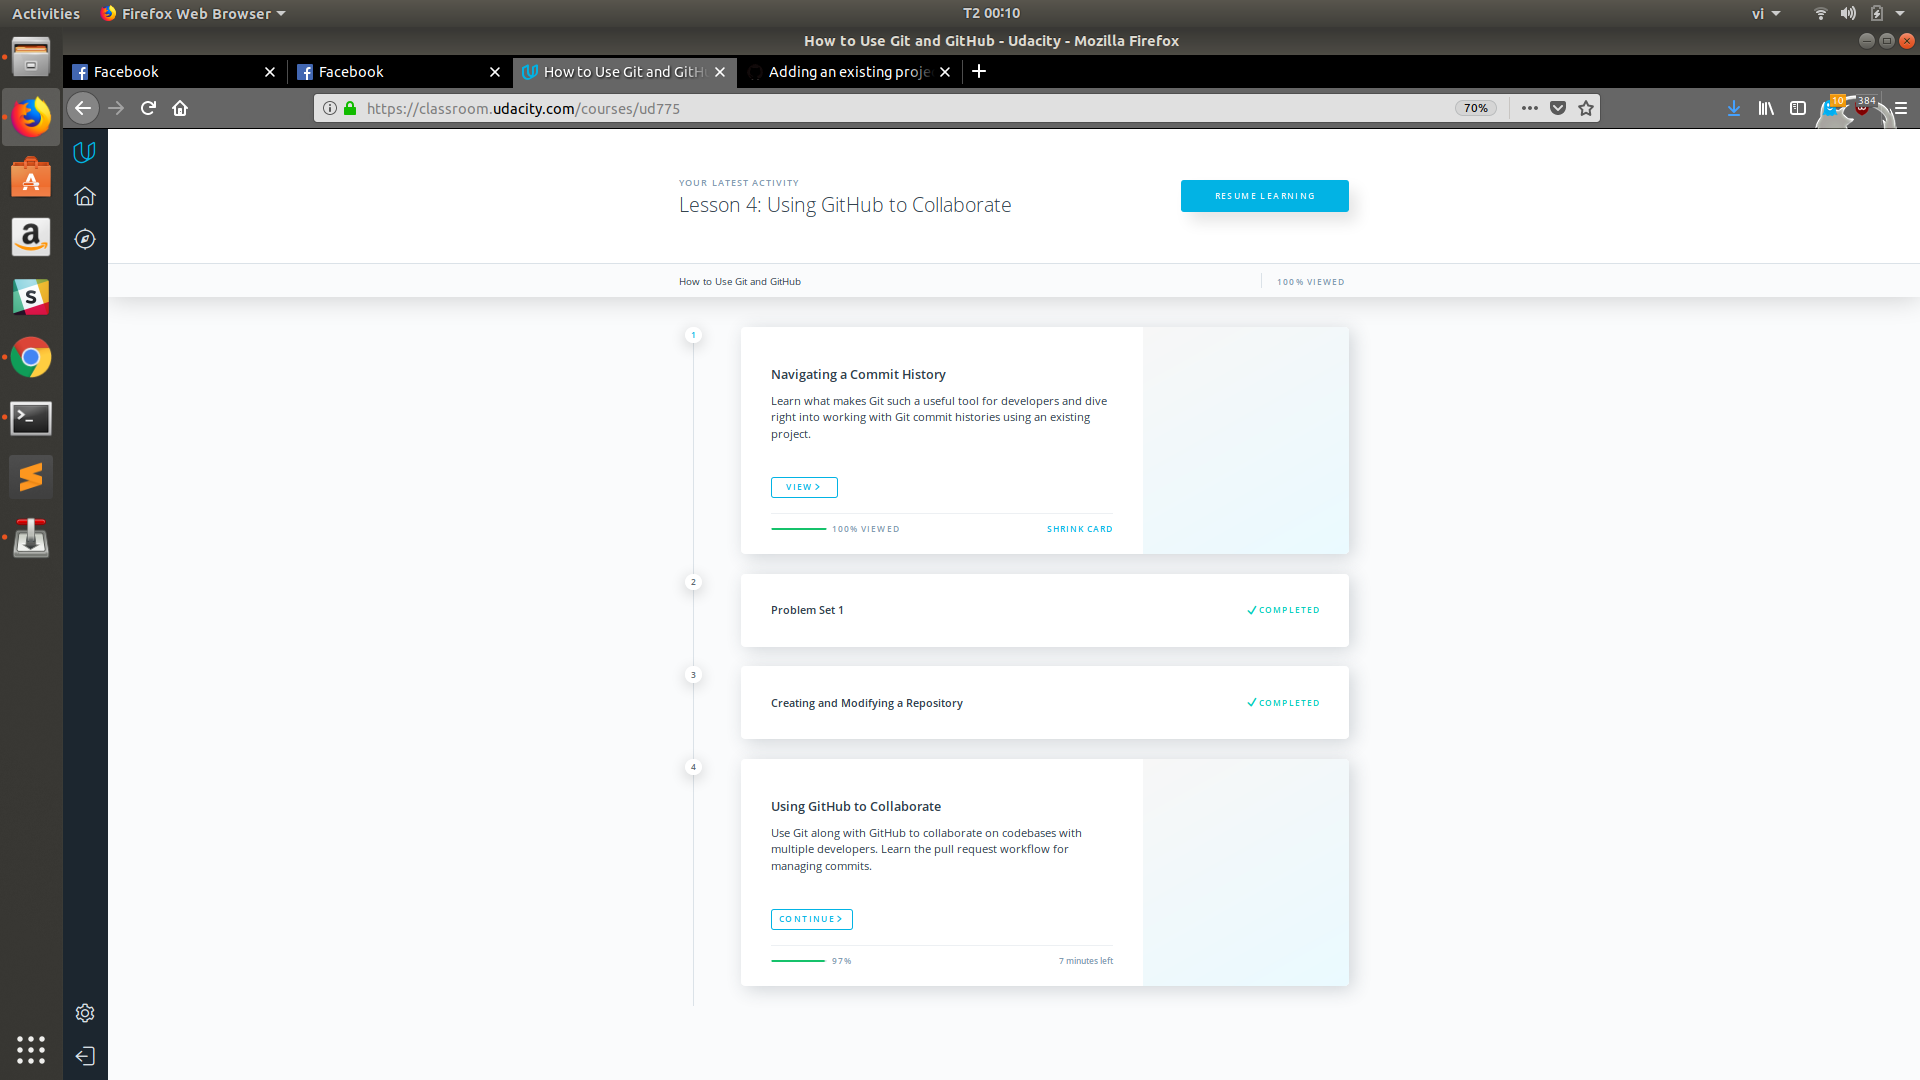 Activities
Firefox Web Browser
T2 00:10
vi
How to Use Git and GitHub - Udacity - Mozilla Firefox
Facebook
Facebook
How to Use Git and GitH
Adding an existing proje
https://classroom.udacity.com/courses/ud775
70%
10
384
YOUR LATEST ACTIVITY
Lesson 4: Using GitHub to Collaborate
RESUME LEARNING
How to Use Git and GitHub
100% VIEWED
1
Navigating a Commit History
Learn what makes Git such a useful tool for developers and dive
right into working with Git commit histories using an existing
project.
VIEW
100% VIEWED
SHRINK CARD
2
Problem Set 1
COMPLETED
3
Creating and Modifying a Repository
COMPLETED
4
Using GitHub to Collaborate
Use Git along with GitHub to collaborate on codebases with
multiple developers. Learn the pull request workflow for
managing commits.
CONTINUE
97%
7 minutes left